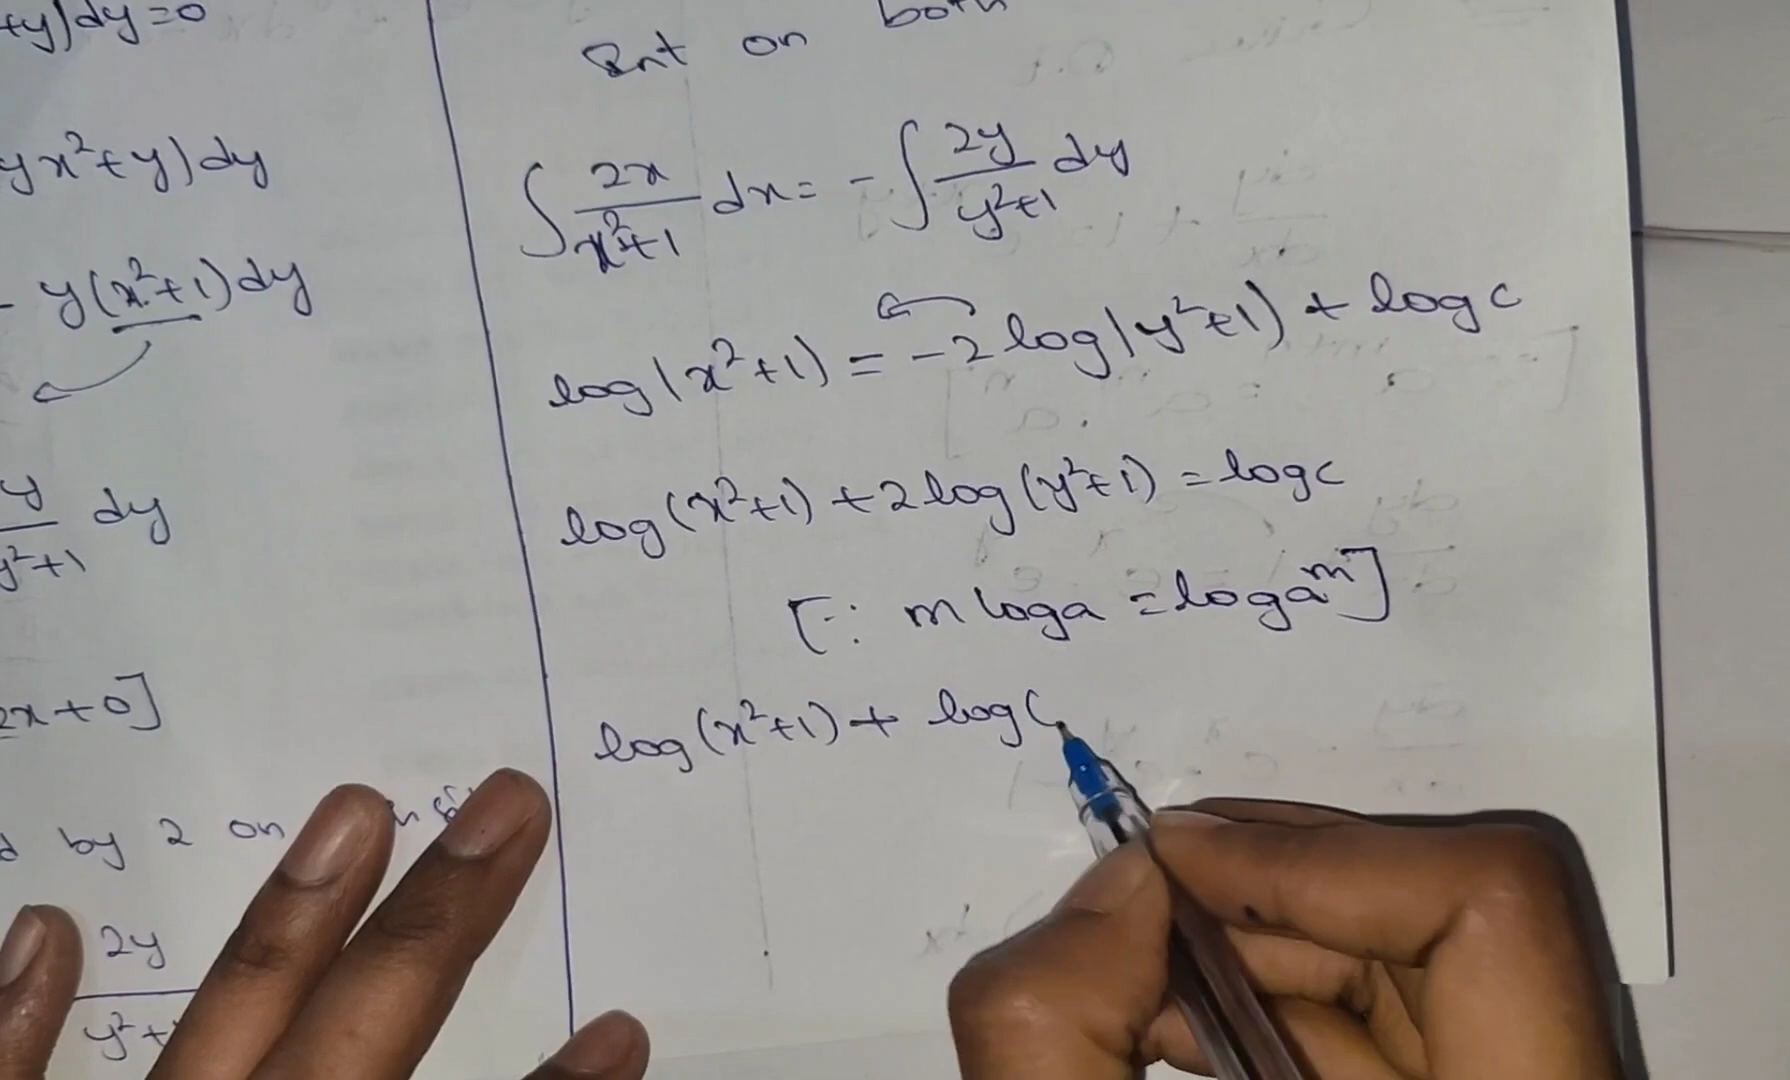 +y)dy=0
yx²+y)dy
- y(x²+1)dy
y/y²+1 dy
2x+0]
by 2 on
2y
y²+
Int on both
∫ 2x/x²+1 dx = -∫ 2y/y²+1 dy
log(x²+1) = -2 log(y²+1) + log c
log(x²+1) + 2 log(y²+1) = log c
[∵ m log a = log aᵐ]
log(x²+1) + log(